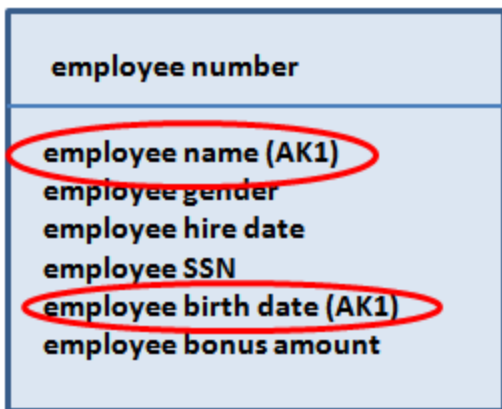 employee number
employee name (AK1)
employee gender
employee hire date
employee SSN
employee birth date (AK1)
employee bonus amount